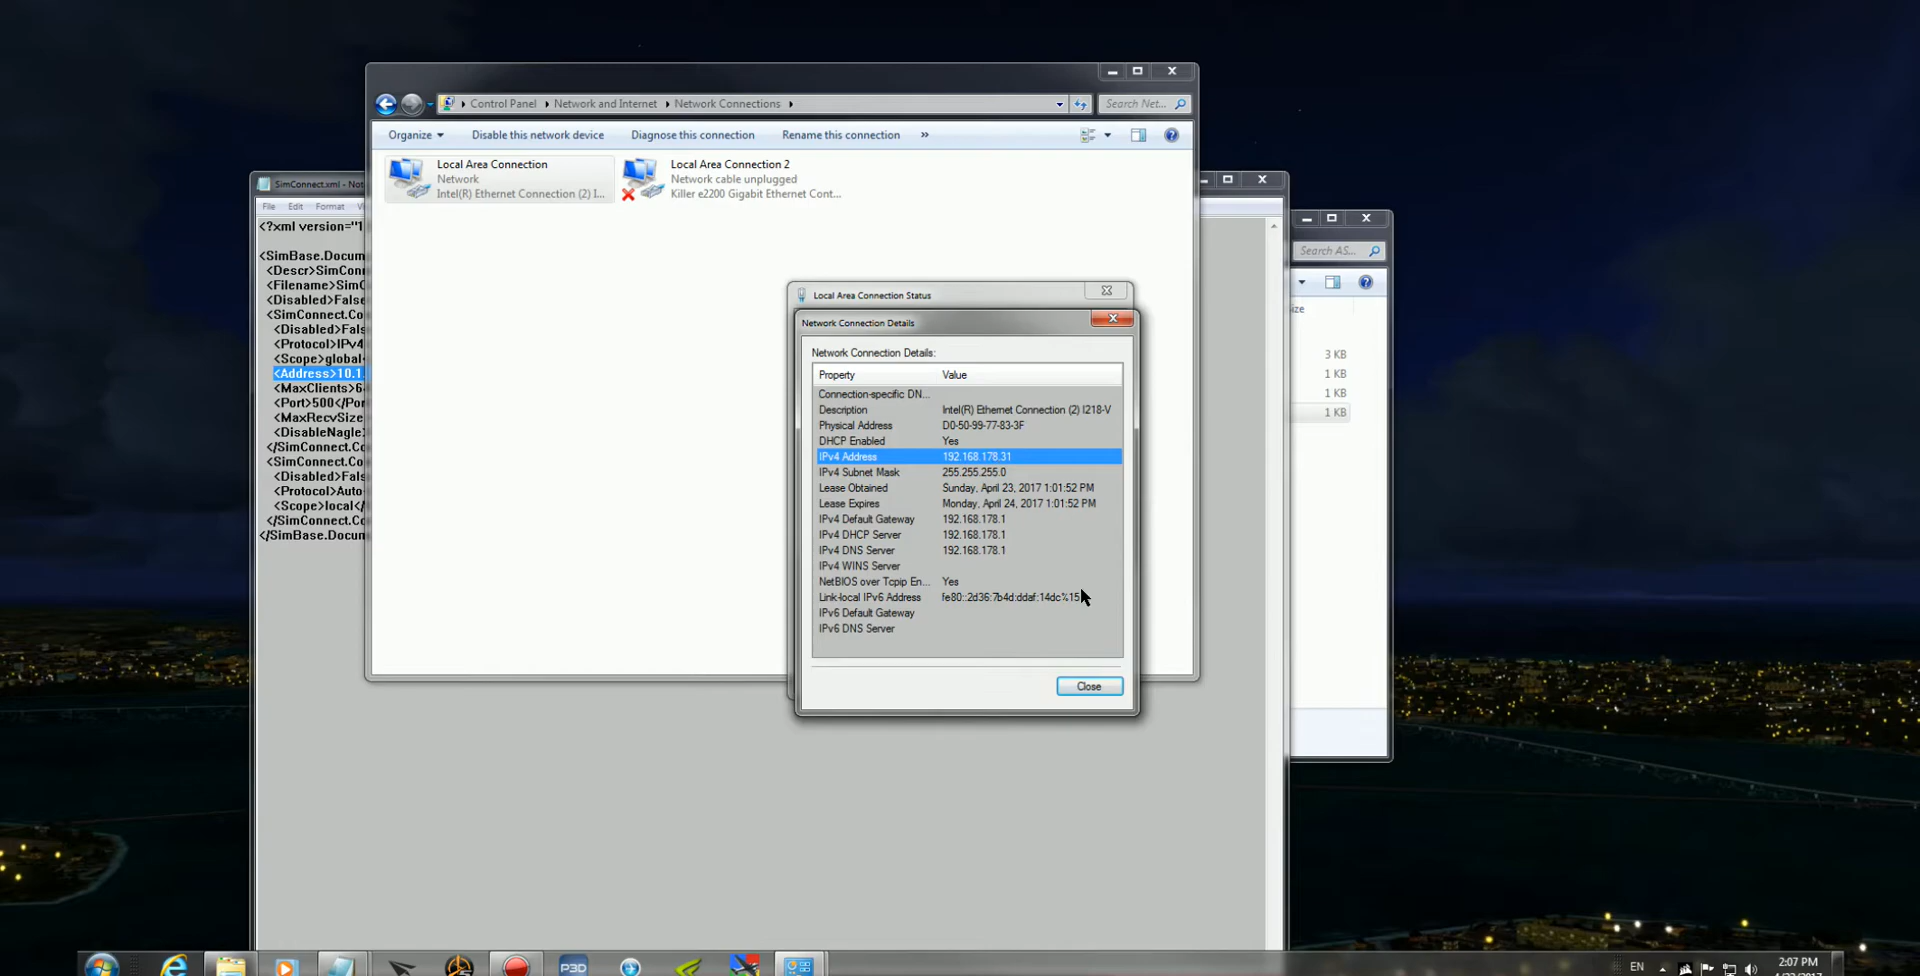 Control Panel Network and Internet Network Connections
Search Net...
Organize Disable this network device Diagnose this connection Rename this connection »
Local Area Connection
Network
Intel(R) Ethernet Connection (2) I...
Local Area Connection 2
Network cable unplugged
Killer e2200 Gigabit Ethernet Cont...
SimConnect.xml - Not
File Edit Format
<?xml version="1
<SimBase.Docum
<Descr>SimConn
<Filename>SimC
<Disabled>False
<SimConnect.Co
<Disabled>Fals
<Protocol>IPv4
<Scope>global
<Address>10.1.
<MaxClients>6
<Port>500</Por
<MaxRecvSize
<DisableNagle>
</SimConnect.Co
<SimConnect.Co
<Disabled>Fals
<Protocol>Auto
<Scope>local</
</SimConnect.Co
</SimBase.Docum
Search AS...
ize
3 KB
1 KB
1 KB
1 KB
Local Area Connection Status
Network Connection Details
Network Connection Details:
Property Value
Connection-specific DN...
Description Intel(R) Ethernet Connection (2) I218-V
Physical Address D0-50-99-77-83-3F
DHCP Enabled Yes
IPv4 Address 192.168.178.31
IPv4 Subnet Mask 255.255.255.0
Lease Obtained Sunday, April 23, 2017 1:01:52 PM
Lease Expires Monday, April 24, 2017 1:01:52 PM
IPv4 Default Gateway 192.168.178.1
IPv4 DHCP Server 192.168.178.1
IPv4 DNS Server 192.168.178.1
IPv4 WINS Server
NetBIOS over Tcpip En... Yes
Link-local IPv6 Address fe80::2d36:7b4d:ddaf:14dc%15
IPv6 Default Gateway
IPv6 DNS Server
Close
P3D
EN
2:07 PM